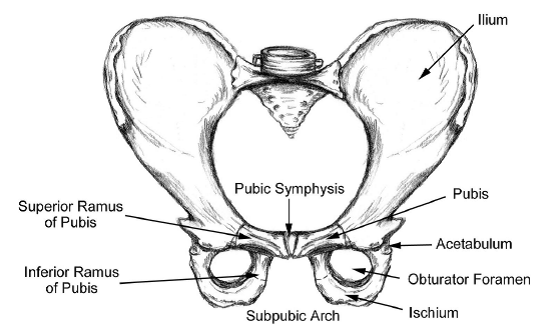 Ilium
Pubic Symphysis
Pubis
Superior Ramus
of Pubis
Acetabulum
Inferior Ramus
of Pubis
Obturator Foramen
Ischium
Subpubic Arch